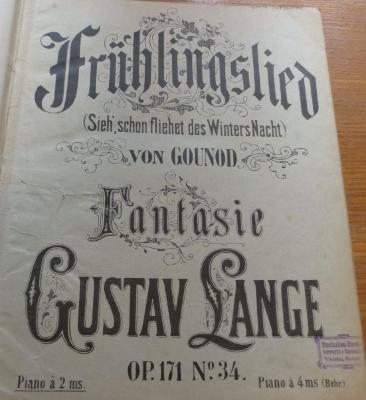 Frühlingslied
(Sieh', schon fliehet des Winters Nacht)
VON GOUNOD
Fantasie
GUSTAV LANGE
OP. 171 No. 34.
Piano à 2 ms. Piano à 4 ms (Behr)